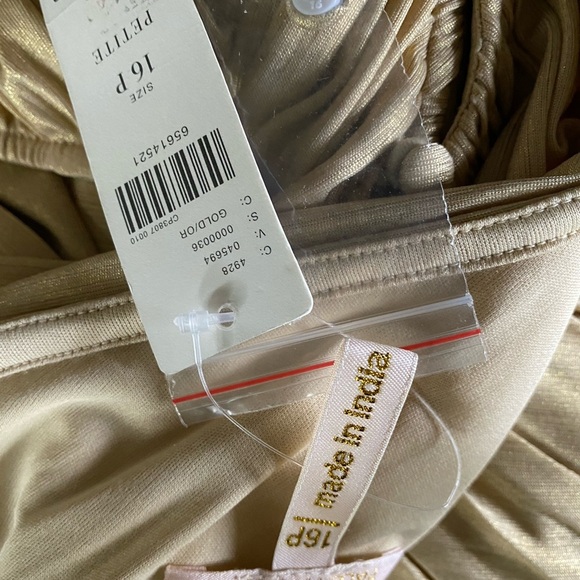 PETITE
SIZE
16 P
65614521
CP3807 0010
C: 4928
C: 045694
V: 0000036
S: GOLD/OR
made in india
16P